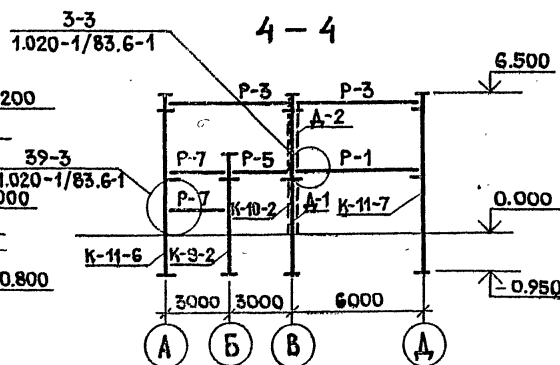 3-3
1.020-1/83.6-1
4-4
6.500
200
Р-3
Р-3
Д-2
39-3
1.020-1/83.6-1
Р-7
Р-5
Р-1
000
Р-7
К-10-2
Д-1
К-11-7
0.000
К-11-6
К-9-2
0.800
-0.950
3000
3000
6000
А
Б
В
Д